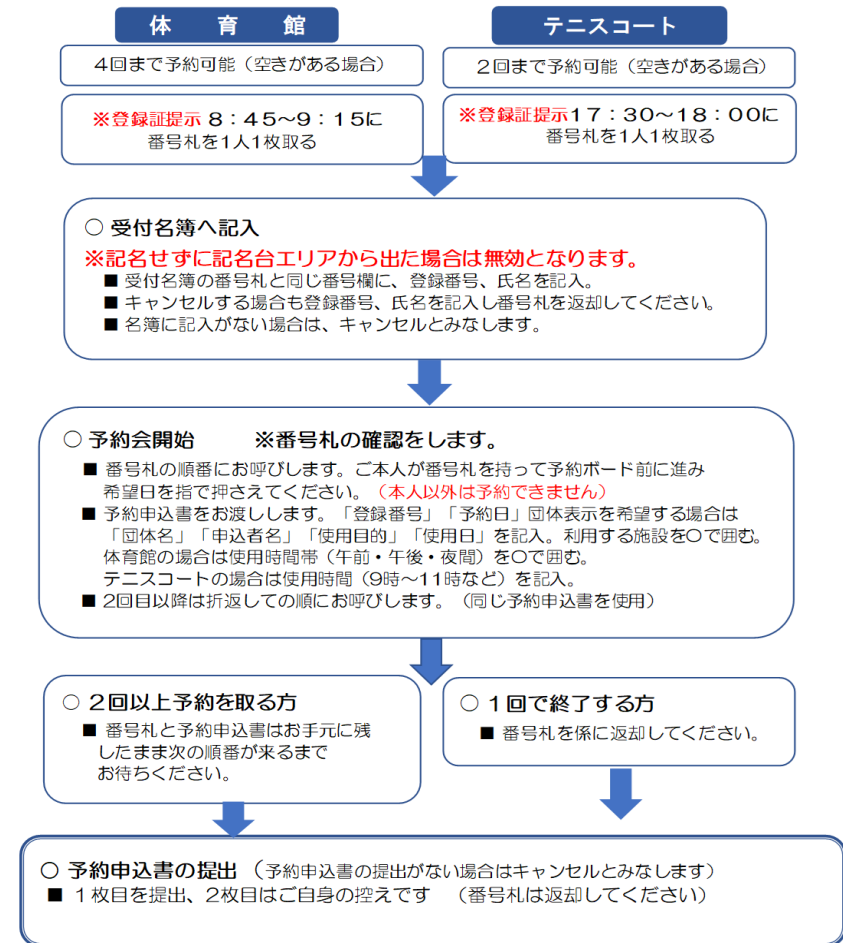 体　育　館
テニスコート
4回まで予約可能（空きがある場合）
2回まで予約可能（空きがある場合）
※登録証提示 8：45～9：15に
番号札を1人1枚取る
※登録証提示17：30～18：00に
番号札を1人1枚取る
○ 受付名簿へ記入
※記名せずに記名台エリアから出た場合は無効となります。
■ 受付名簿の番号札と同じ番号欄に、登録番号、氏名を記入。
■ キャンセルする場合も登録番号、氏名を記入し番号札を返却してください。
■ 名簿に記入がない場合は、キャンセルとみなします。
○ 予約会開始　　※番号札の確認をします。
■ 番号札の順番にお呼びします。ご本人が番号札を持って予約ボード前に進み
希望日を指で押さえてください。（本人以外は予約できません）
■ 予約申込書をお渡しします。「登録番号」「予約日」団体表示を希望する場合は
「団体名」「申込者名」「使用目的」「使用日」を記入。利用する施設を〇で囲む。
体育館の場合は使用時間帯（午前・午後・夜間）を〇で囲む。
テニスコートの場合は使用時間（9時～11時など）を記入。
■ 2回目以降は折返しての順にお呼びします。（同じ予約申込書を使用）
○ 2回以上予約を取る方
■ 番号札と予約申込書はお手元に残
したまま次の順番が来るまで
お待ちください。
○ 1回で終了する方
■ 番号札を係に返却してください。
○ 予約申込書の提出 （予約申込書の提出がない場合はキャンセルとみなします）
■ 1枚目を提出、2枚目はご自身の控えです　（番号札は返却してください）